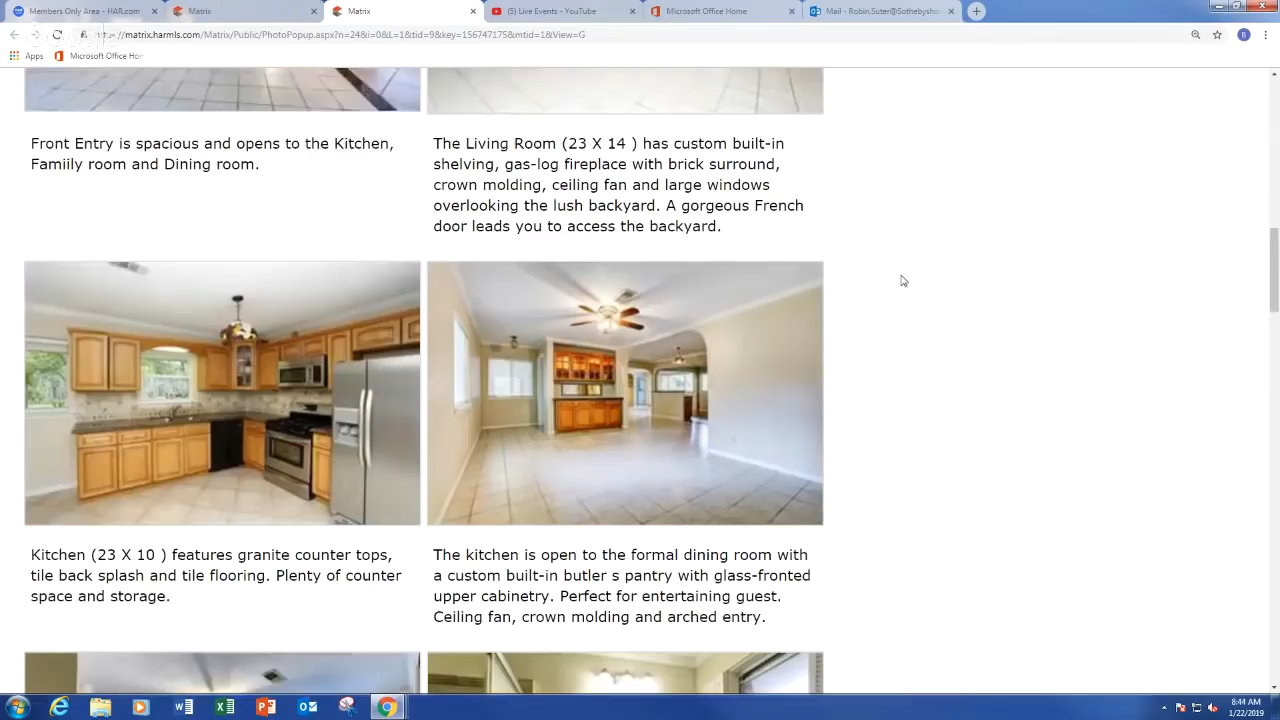 Members Only Area - HAR.com
Matrix
Matrix
(5) Live Events - YouTube
Microsoft Office Home
Mail - Robin.Suter@Sothebysho
matrix.harmls.com/Matrix/Public/PhotoPopup.aspx?n=24&i=0&L=1&tid=9&key=156747175&mtid=1&View=G
B
Apps
Microsoft Office Hom
Front Entry is spacious and opens to the Kitchen,
Famiily room and Dining room.
The Living Room (23 X 14 ) has custom built-in
shelving, gas-log fireplace with brick surround,
crown molding, ceiling fan and large windows
overlooking the lush backyard. A gorgeous French
door leads you to access the backyard.
Kitchen (23 X 10 ) features granite counter tops,
tile back splash and tile flooring. Plenty of counter
space and storage.
The kitchen is open to the formal dining room with
a custom built-in butler s pantry with glass-fronted
upper cabinetry. Perfect for entertaining guest.
Ceiling fan, crown molding and arched entry.
8:44 AM
1/22/2019